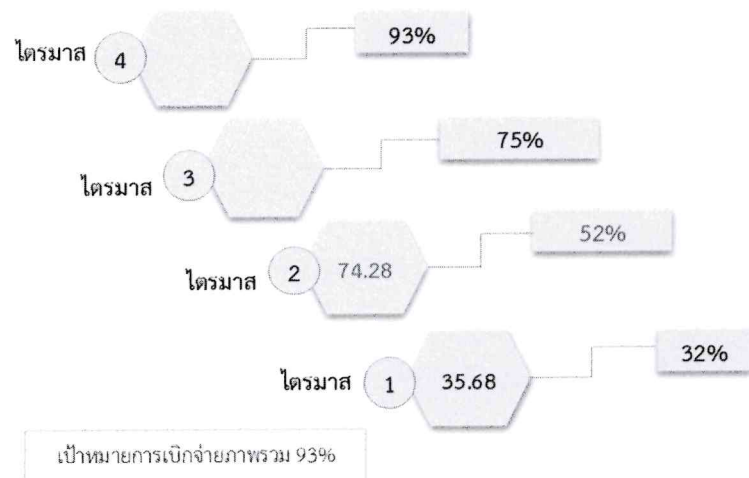 ไตรมาส 4 93%
ไตรมาส 3 75%
ไตรมาส 2 74.28 52%
ไตรมาส 1 35.68 32%
เป้าหมายการเบิกจ่ายภาพรวม 93%